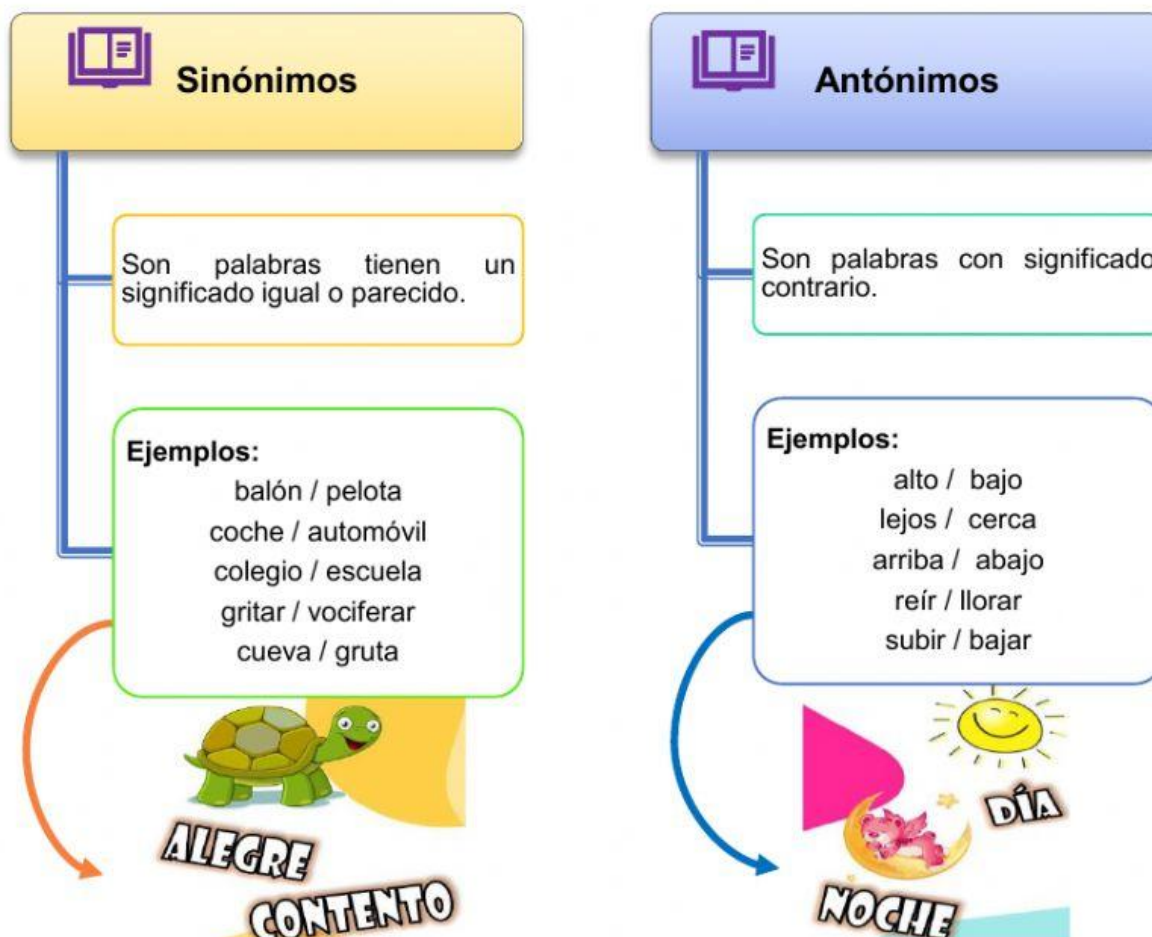 Sinónimos
Son palabras tienen un
significado igual o parecido.
Ejemplos:
balón / pelota
coche / automóvil
colegio / escuela
gritar / vociferar
cueva / gruta
ALEGRE
CONTENTO
Antónimos
Son palabras con significado
contrario.
Ejemplos:
alto / bajo
lejos / cerca
arriba / abajo
reír / llorar
subir / bajar
DÍA
NOCHE